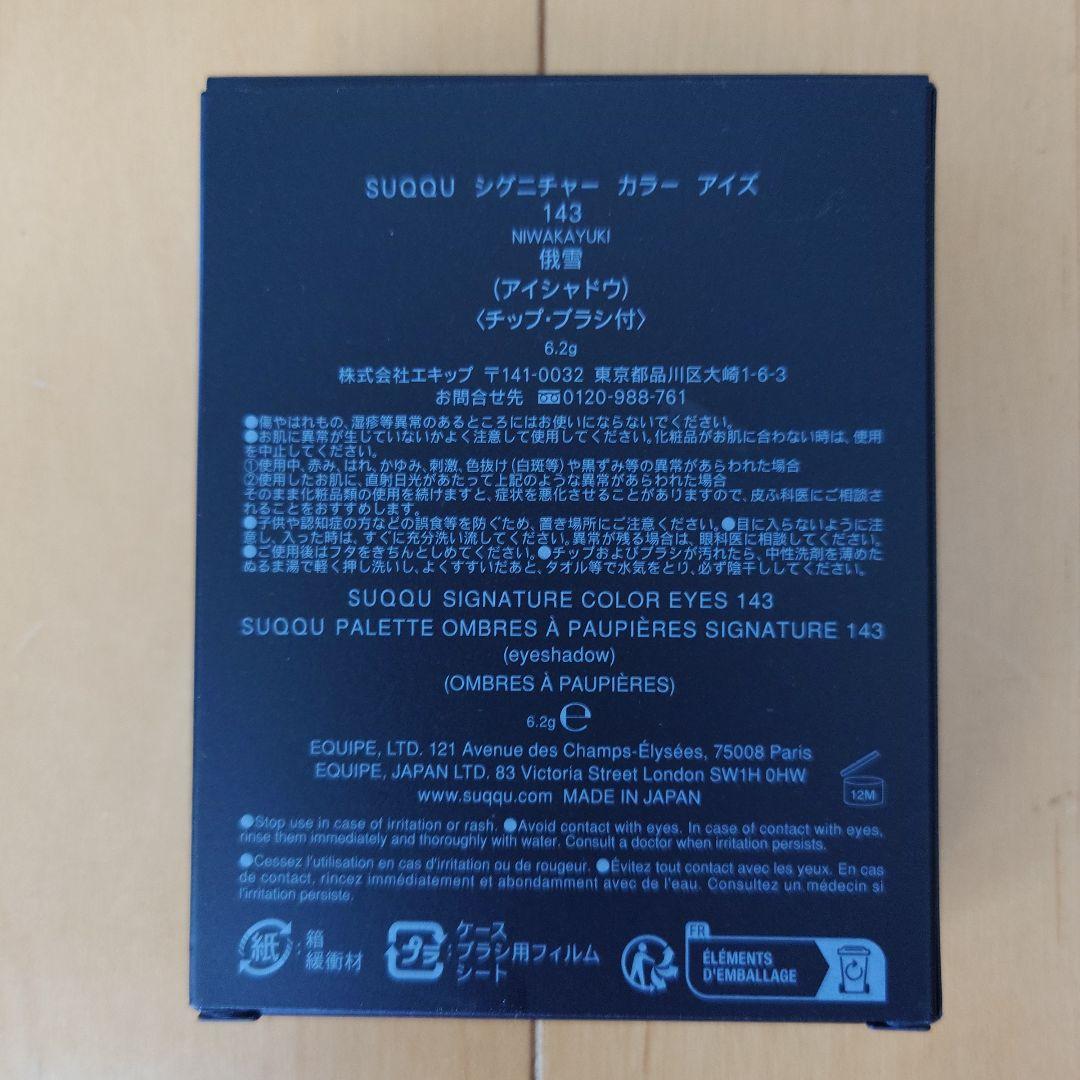 SUQQU シグニチャー カラー アイズ
143
NIWAKAYUKI
俄雪
(アイシャドウ)
〈チップ・ブラシ付〉
6.2g
株式会社エキップ 〒141-0032 東京都品川区大崎1-6-3
お問合せ先 0120-988-761
●傷やはれもの、湿疹等異常のあるところにはお使いにならないでください。
●お肌に異常が生じていないかよく注意して使用してください。化粧品がお肌に合わない時は、使用
を中止してください。
①使用中、赤み、はれ、かゆみ、刺激、色抜け(白斑等)や黒ずみ等の異常があらわれた場合
②使用したお肌に、直射日光があたって上記のような異常があらわれた場合
そのまま化粧品類の使用を続けますと、症状を悪化させることがありますので、皮ふ科医にご相談さ
れることをおすすめします。
●子供や認知症の方などの誤食等を防ぐため、置き場所にご注意ください。●目に入らないように注
意し、入った時は、すぐに充分洗い流してください。異常が残る場合は、眼科医に相談してください。
●ご使用後はフタをきちんとしめてください。●チップおよびブラシが汚れたら、中性洗剤を薄めた
ぬるま湯で軽く押し洗いし、よくすすいだあと、タオル等で水気をとり、必ず陰干ししてください。
SUQQU SIGNATURE COLOR EYES 143
SUQQU PALETTE OMBRES À PAUPIÈRES SIGNATURE 143
(eyeshadow)
(OMBRES À PAUPIÈRES)
6.2g ℮
EQUIPE, LTD. 121 Avenue des Champs-Élysées, 75008 Paris
EQUIPE, JAPAN LTD. 83 Victoria Street London SW1H 0HW
www.suqqu.com MADE IN JAPAN
12M
●Stop use in case of irritation or rash. ●Avoid contact with eyes. In case of contact with eyes,
rinse them immediately and thoroughly with water. Consult a doctor when irritation persists.
●Cessez l'utilisation en cas d'irritation ou de rougeur. ●Évitez tout contact avec les yeux. En cas
de contact, rincez immédiatement et abondamment avec de l'eau. Consultez un médecin si
l'irritation persiste.
紙:箱
緩衝材
プラ:ケース
ブラシ用フィルム
シート
FR
ÉLÉMENTS
D'EMBALLAGE